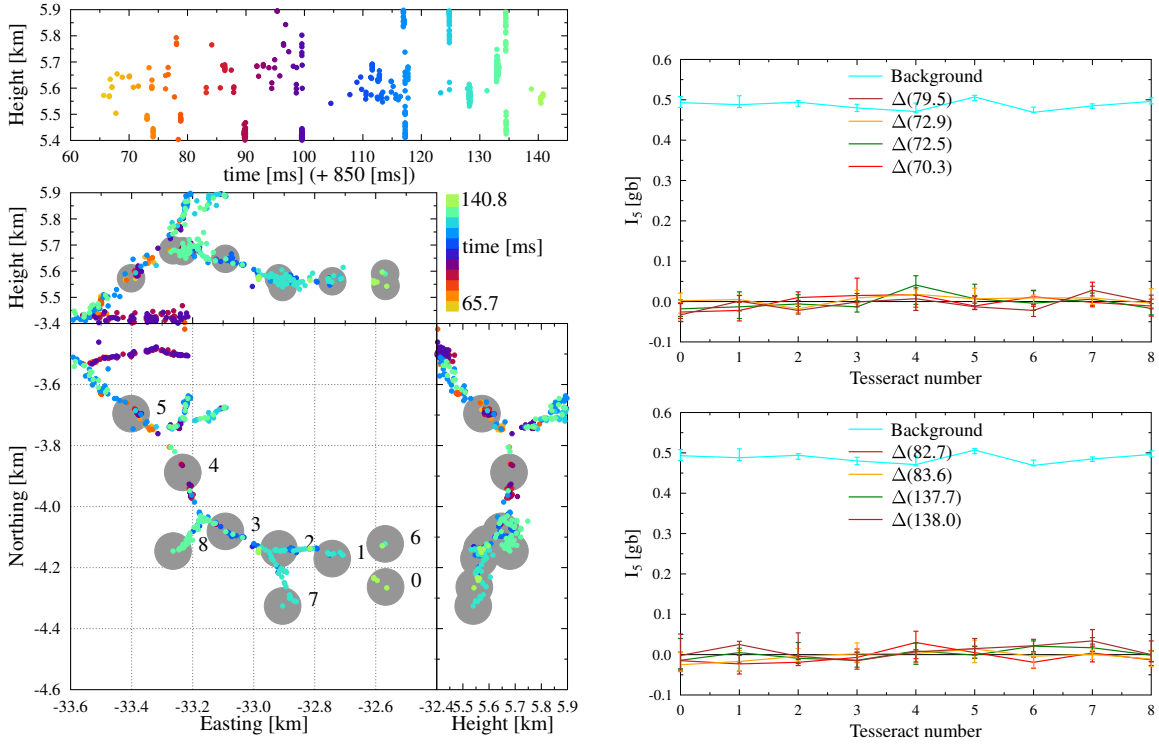 Height [km]
5.9
5.8
5.7
5.6
5.5
5.4
60 70 80 90 100 110 120 130 140
time [ms] (+ 850 [ms])
Height [km]
5.9
5.8
5.7
5.6
5.5
-3.4
140.8
time [ms]
65.7
Northing [km]
-3.6
-3.8
-4.0
-4.2
-4.4
-4.6
5
4
3
2
1
6
8
7
0
-33.6 -33.4 -33.2 -33.0 -32.8 -32.6 -32.4
Easting [km]
5.5 5.6 5.7 5.8 5.9
Height [km]
I5 [gb]
0.6
0.5
0.4
0.3
0.2
0.1
0.0
-0.1
Background
Δ(79.5)
Δ(72.9)
Δ(72.5)
Δ(70.3)
0 1 2 3 4 5 6 7 8
Tesseract number
I5 [gb]
0.6
0.5
0.4
0.3
0.2
0.1
0.0
-0.1
Background
Δ(82.7)
Δ(83.6)
Δ(137.7)
Δ(138.0)
0 1 2 3 4 5 6 7 8
Tesseract number